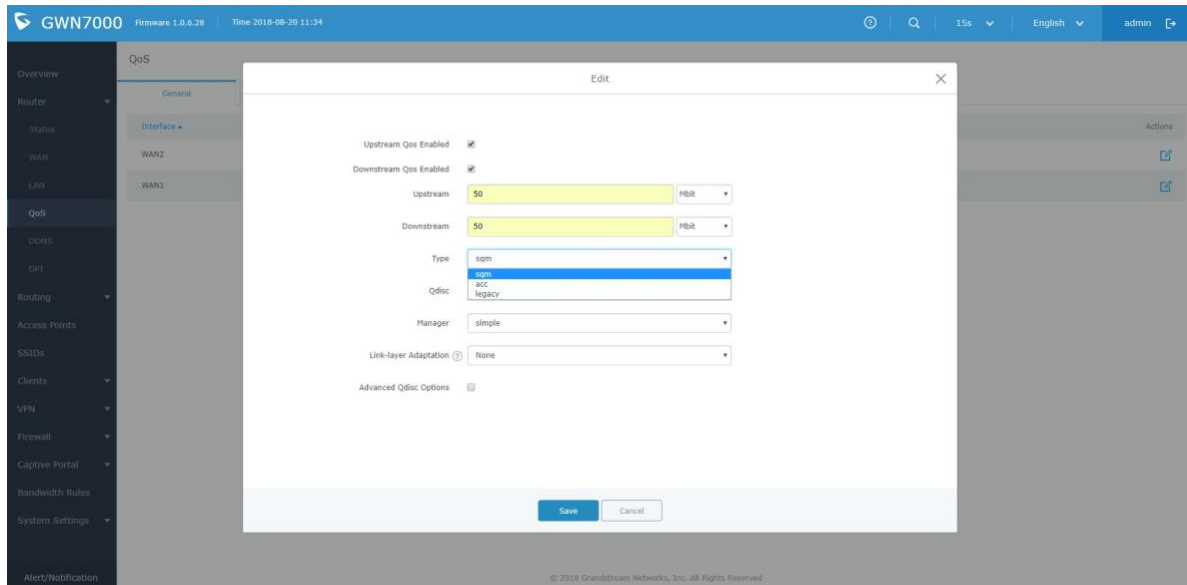 GWN7000 Firmware 1.0.6.28 Time 2018-08-20 11:34 15s English admin
Overview
Router
Status
WAN
LAN
QoS
DDNS
DPI
Routing
Access Points
SSIDs
Clients
VPN
Firewall
Captive Portal
Bandwidth Rules
System Settings
Alert/Notification
QoS
General
Interface Actions
WAN2
WAN1
Edit
Upstream Qos Enabled
Downstream Qos Enabled
Upstream 50 Mbit
Downstream 50 Mbit
Type sqm
sqm
acc
legacy
Qdisc
Manager simple
Link-layer Adaptation ? None
Advanced Qdisc Options
Save Cancel
© 2018 Grandstream Networks, Inc. All Rights Reserved